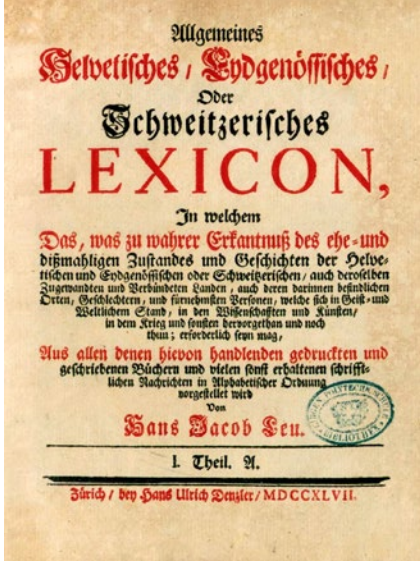 Allgemeines
Helvetisches / Eydgenössisches /
Oder
Schweitzerisches
LEXICON,
In welchem
Das, was zu wahrer Erkantnuß des ehe- und
dißmahligen Zustandes und Geschichten der Helve-
tischen und Eydgenössischen oder Schweitzerischen / auch deroselben
Zugewandten und Verbündeten Landen, auch deren darinnen befindlichen
Orten, Geschlechtern, und fürnehmsten Personen, welche sich in Geist- und
Weltlichem Stand, in den Wissenschafften und Künsten /
in dem Krieg und sonsten hervorgethan und noch
thun; erforderlich seyn mag,
Aus allen denen hievon handlenden gedruckten und
geschriebenen Büchern und vielen sonst erhaltenen schrifft-
lichen Nachrichten in Alphabetischer Ordnung
vorgestellet wird
Von
Hans Jacob Leu.
I. Theil. A.
Zürich / bey Hans Ulrich Denzler / MDCCXLVII.